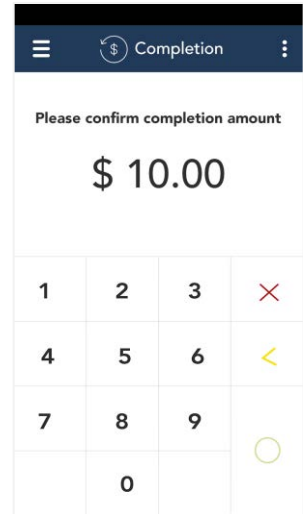 $ Completion
Please confirm completion amount
$ 10.00
1 2 3
4 5 6 <
7 8 9
0